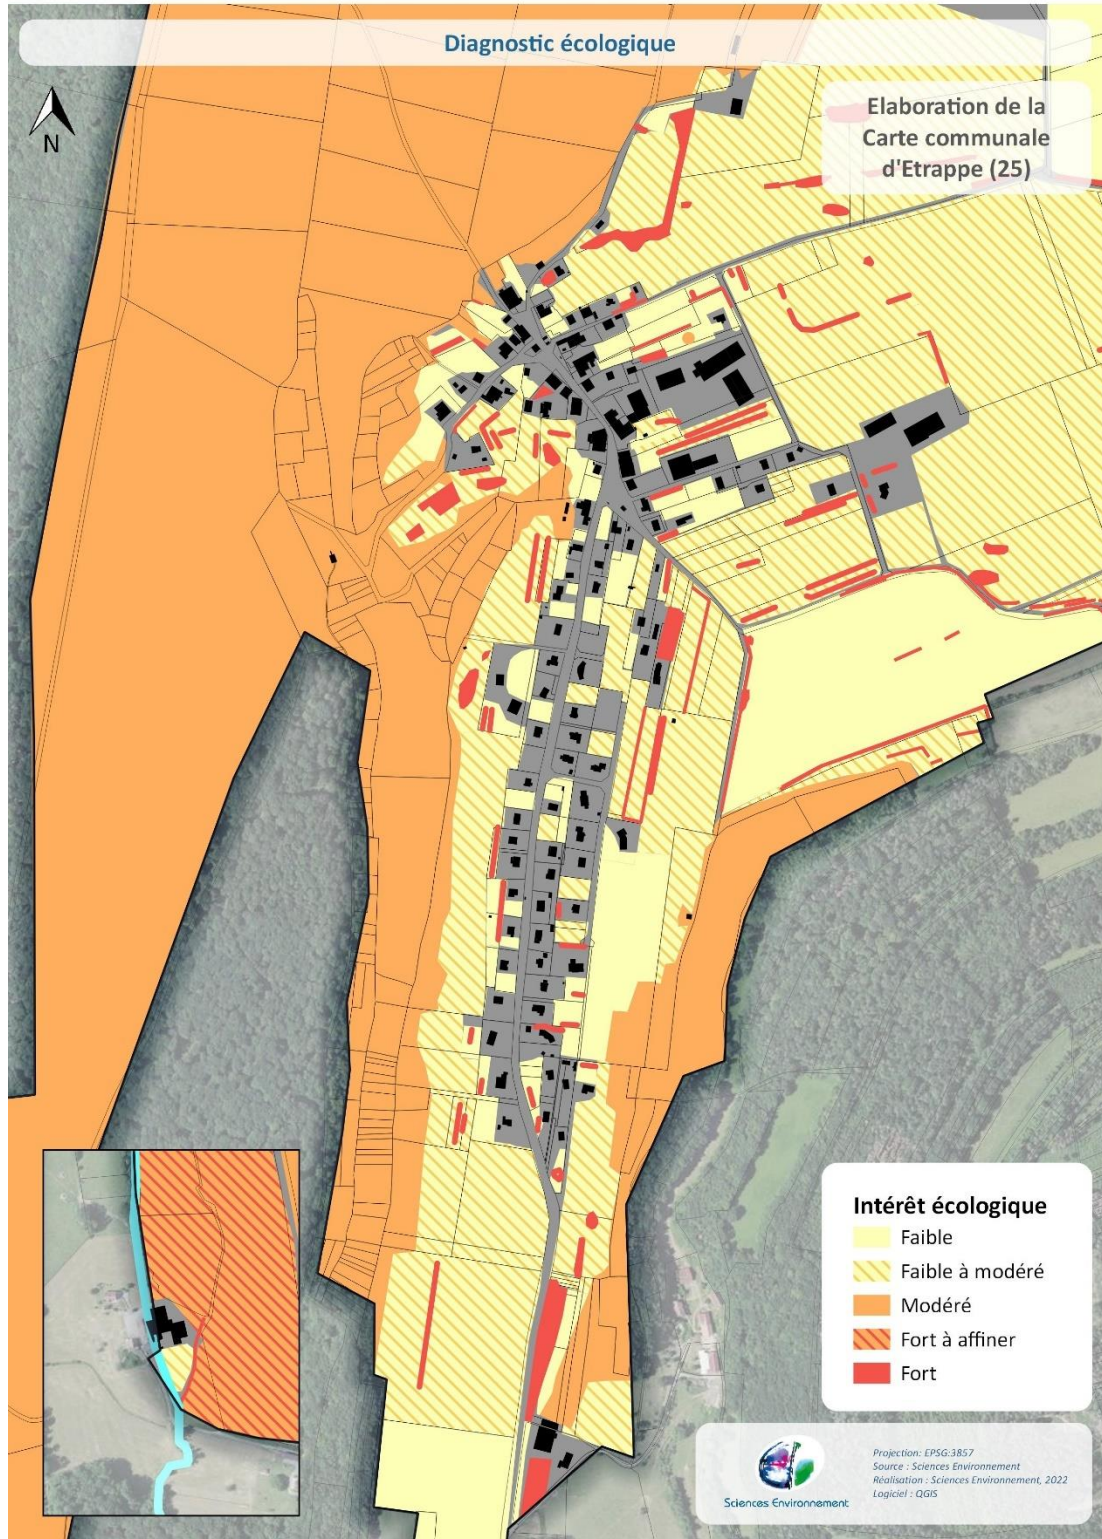 Diagnostic écologique
Elaboration de la
Carte communale
d'Etrappe (25)
N
Intérêt écologique
Faible
Faible à modéré
Modéré
Fort à affiner
Fort
Sciences Environnement
Projection: EPSG:3857
Source : Sciences Environnement
Réalisation : Sciences Environnement, 2022
Logiciel : QGIS